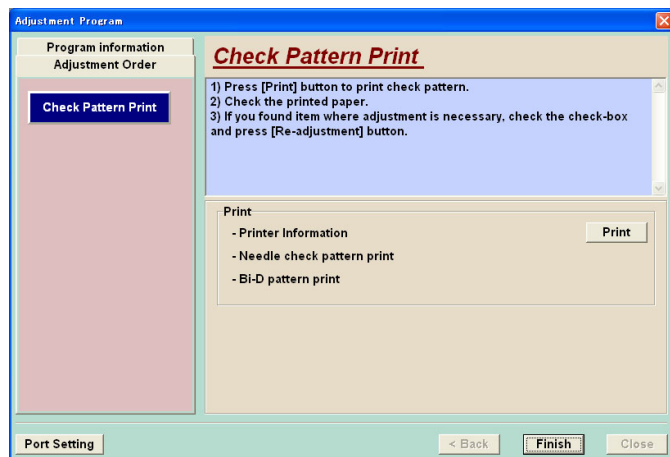 Adjustment Program
Program information
Adjustment Order
Check Pattern Print
Check Pattern Print
1) Press [Print] button to print check pattern.
2) Check the printed paper.
3) If you found item where adjustment is necessary, check the check-box
and press [Re-adjustment] button.
Print
- Printer Information
Print
- Needle check pattern print
- Bi-D pattern print
Port Setting
< Back
Finish
Close